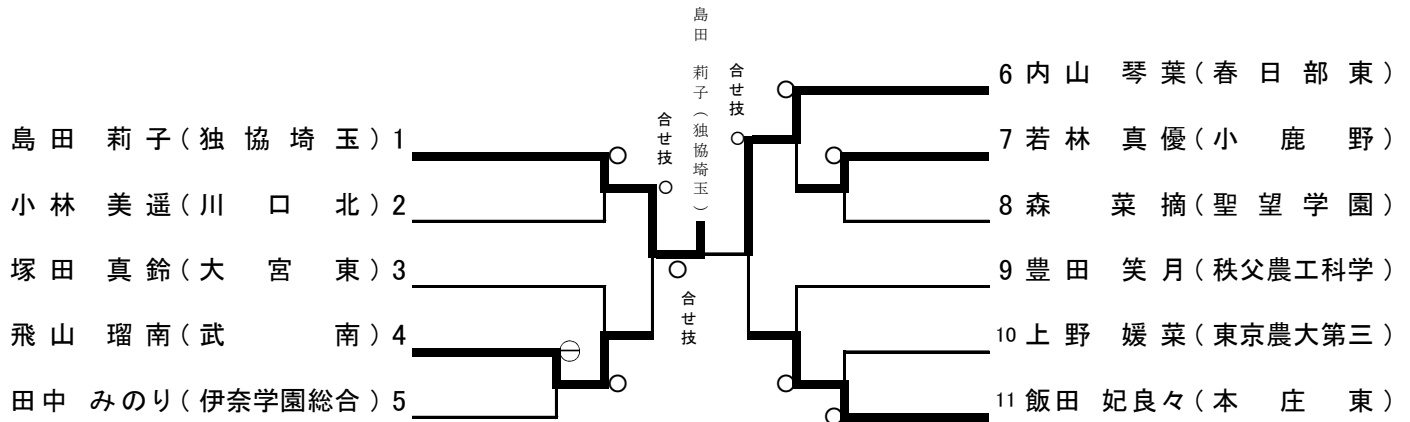 島田 莉子（独協埼玉）
合せ技
合せ技
合せ技
島田 莉子（独協埼玉）1
小林 美遥（川口北）2
塚田 真鈴（大宮東）3
飛山 瑠南（武南）4
田中 みのり（伊奈学園総合）5
6 内山 琴葉（春日部東）
7 若林 真優（小鹿野）
8 森 菜摘（聖望学園）
9 豊田 笑月（秩父農工科学）
10 上野 媛菜（東京農大第三）
11 飯田 妃良々（本庄東）